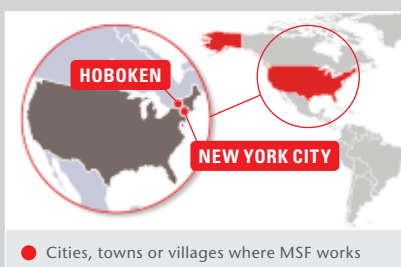 HOBOKEN
NEW YORK CITY
Cities, towns or villages where MSF works